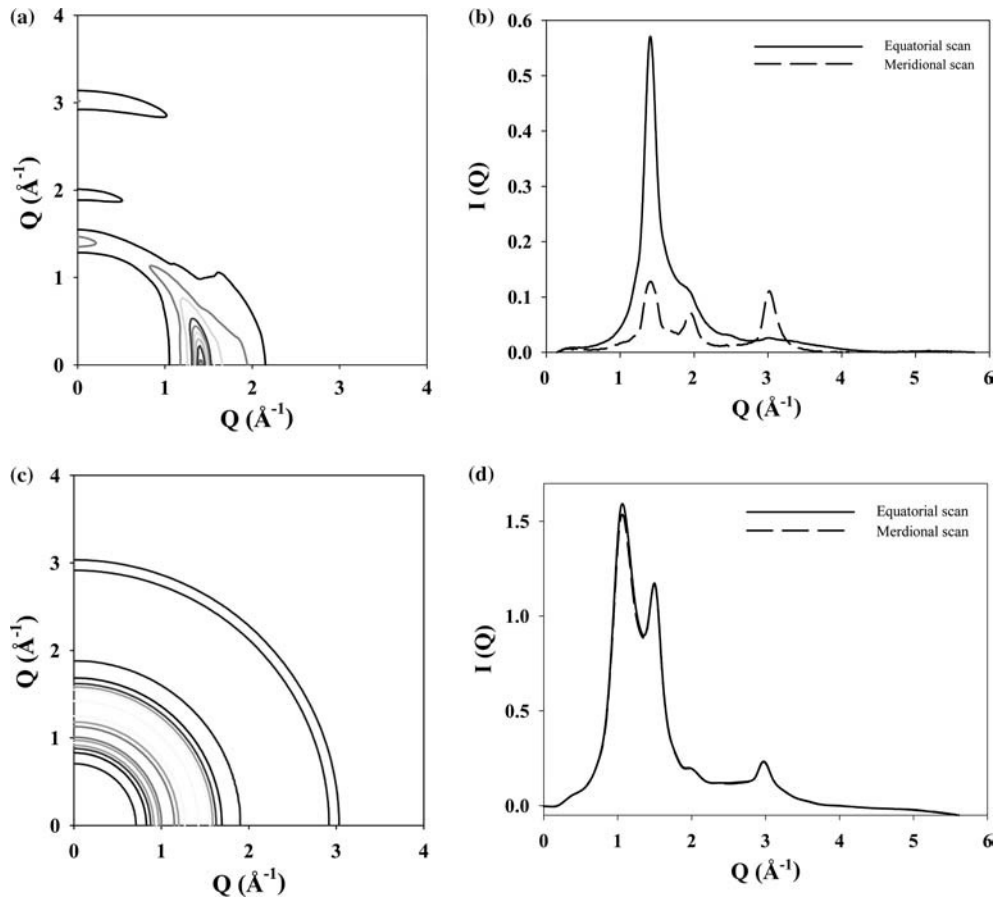 (a)
4
3
2
1
0
Q (Å-1)
0 1 2 3 4
Q (Å-1)
(b)
0.6
0.5
0.4
0.3
0.2
0.1
0.0
I (Q)
Equatorial scan
Meridional scan
0 1 2 3 4 5 6
Q (Å-1)
(c)
4
3
2
1
0
Q (Å-1)
0 1 2 3 4
Q (Å-1)
(d)
1.5
1.0
0.5
0.0
I (Q)
Equatorial scan
Merdional scan
0 1 2 3 4 5 6
Q (Å-1)